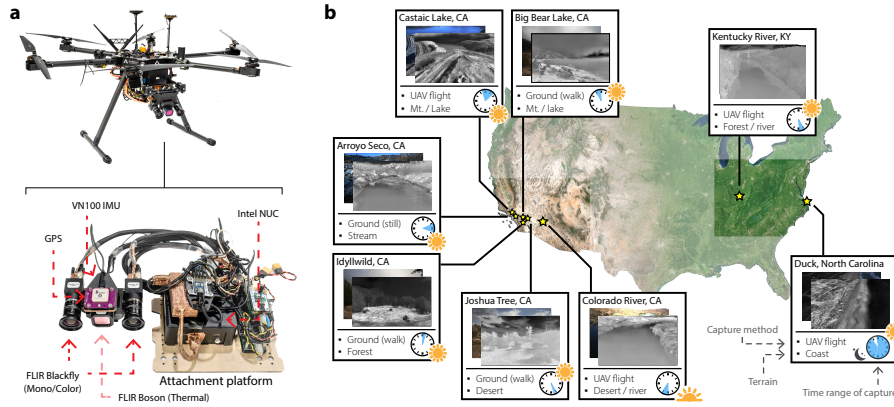 a
VN100 IMU
GPS
Intel NUC
FLIR Blackfly
(Mono/Color)
FLIR Boson (Thermal)
Attachment platform
b
Castaic Lake, CA
• UAV flight
• Mt. / Lake
Big Bear Lake, CA
• Ground (walk)
• Mt. / lake
Kentucky River, KY
• UAV flight
• Forest / river
Arroyo Seco, CA
• Ground (still)
• Stream
Idyllwild, CA
• Ground (walk)
• Forest
Joshua Tree, CA
• Ground (walk)
• Desert
Colorado River, CA
• UAV flight
• Desert / river
Duck, North Carolina
• UAV flight
• Coast
Capture method
Terrain
Time range of capture